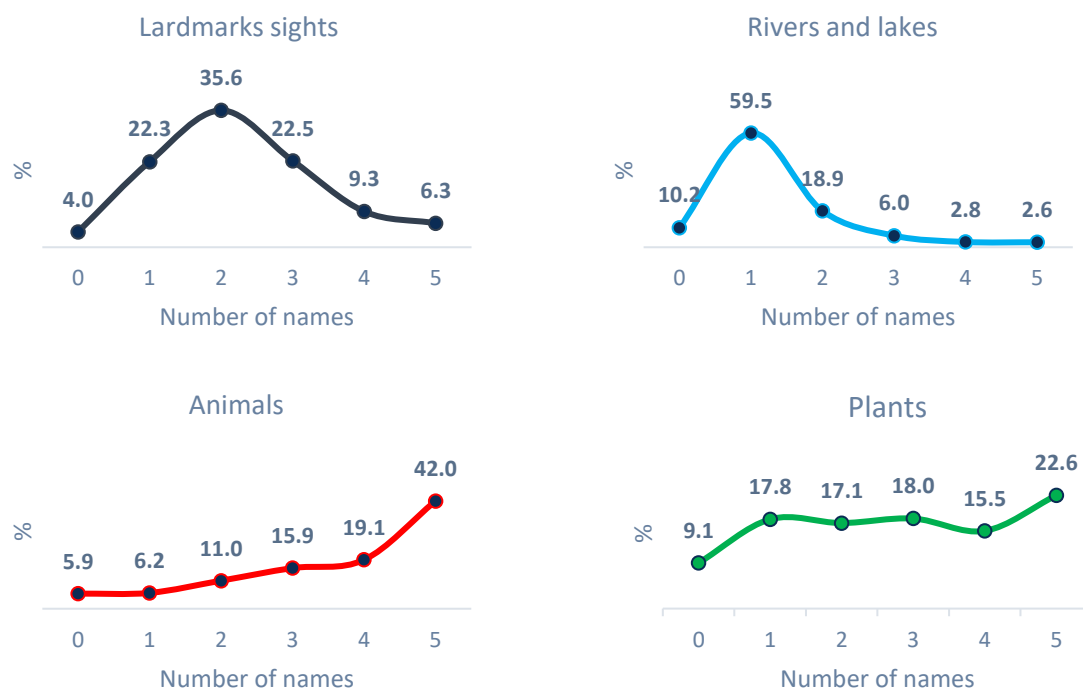 Lardmarks sights
%
4.0
22.3
35.6
22.5
9.3
6.3
0 1 2 3 4 5
Number of names
Rivers and lakes
%
10.2
59.5
18.9
6.0
2.8
2.6
0 1 2 3 4 5
Number of names
Animals
%
5.9
6.2
11.0
15.9
19.1
42.0
0 1 2 3 4 5
Number of names
Plants
%
9.1
17.8
17.1
18.0
15.5
22.6
0 1 2 3 4 5
Number of names